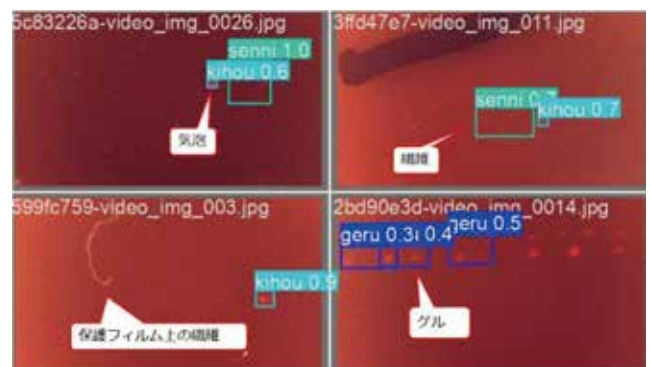 5c83226a-video_img_0026.jpg
senni 1.0
kihou 0.6
気泡
3ffd47e7-video_img_011.jpg
kihou 0.7
繊維
599fc759-video_img_003.jpg
kihou 0.9
保護フィルム上の繊維
2bd90e3d-video_img_0014.jpg
geru 0.5
geru 0.3
0.4
グル